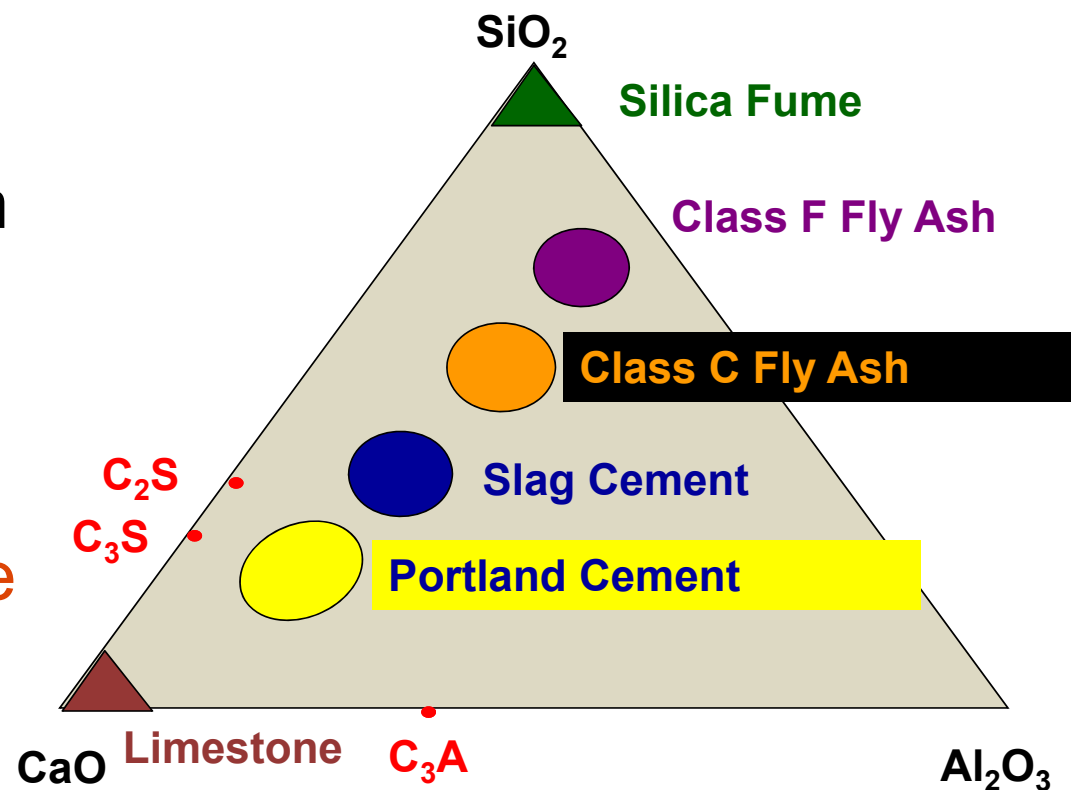 SiO₂
Silica Fume
Class F Fly Ash
Class C Fly Ash
C₂S
Slag Cement
C₃S
Portland Cement
e
Limestone
CaO
C₃A
Al₂O₃